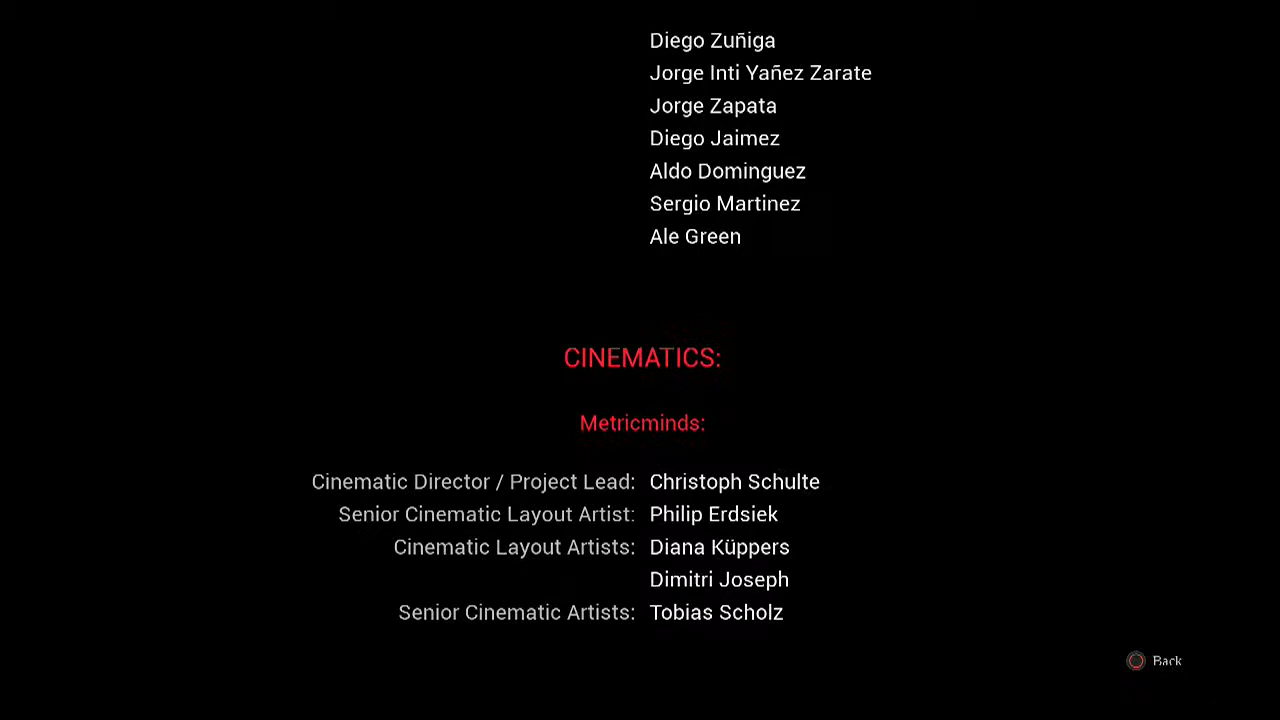 Diego Zuñiga
Jorge Inti Yañez Zarate
Jorge Zapata
Diego Jaimez
Aldo Dominguez
Sergio Martinez
Ale Green
CINEMATICS:
Metricminds:
Cinematic Director / Project Lead: Christoph Schulte
Senior Cinematic Layout Artist: Philip Erdsiek
Cinematic Layout Artists: Diana Küppers
Dimitri Joseph
Senior Cinematic Artists: Tobias Scholz
Back